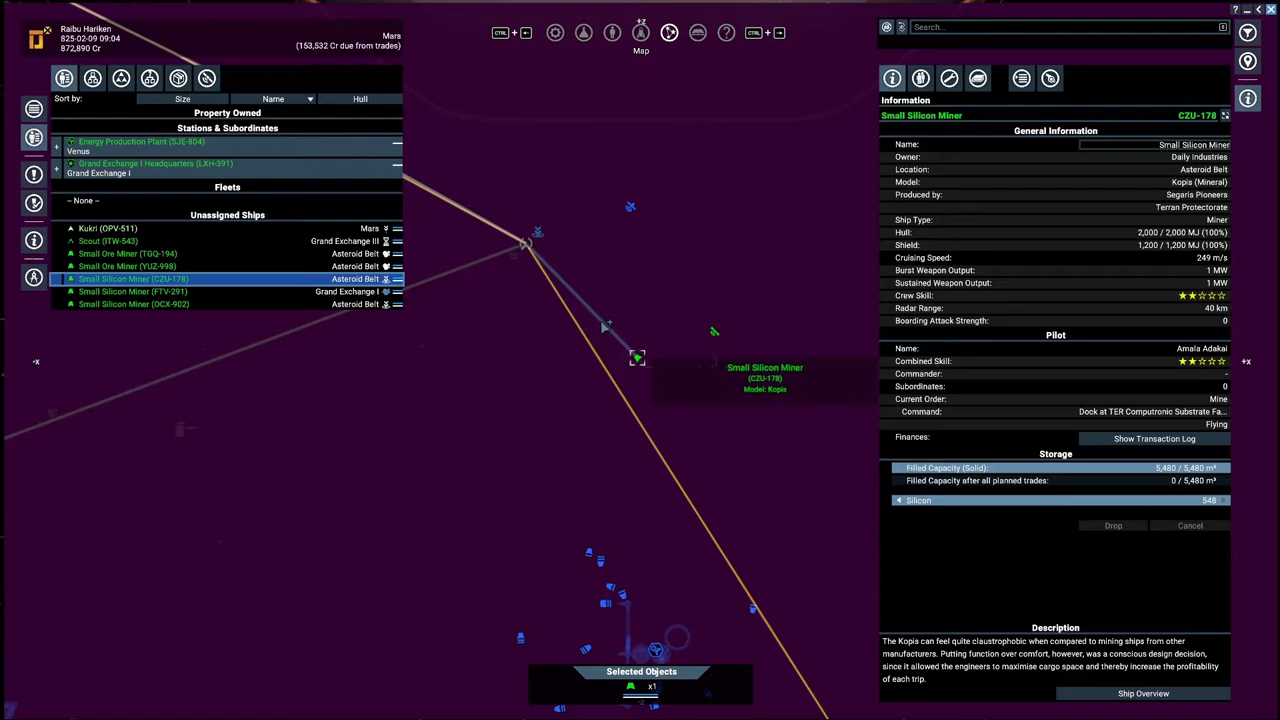 Raibu Hariken
825-02-09 09:04
872,890 Cr
Mars
(153,532 Cr due from trades)
CTRL + 
+z
CTRL + 
Map
Search...
Sort by:
Size
Name
Hull
Property Owned
Stations & Subordinates
+ Energy Production Plant (SJE-804)
Venus
+ Grand Exchange I Headquarters (LXH-391)
Grand Exchange I
Fleets
-- None --
Unassigned Ships
Kukri (OPV-511) Mars
Scout (ITW-543) Grand Exchange III
Small Ore Miner (TGQ-194) Asteroid Belt
Small Ore Miner (YUZ-998) Asteroid Belt
Small Silicon Miner (CZU-178) Asteroid Belt
Small Silicon Miner (FTV-291) Grand Exchange I
Small Silicon Miner (OCX-902) Asteroid Belt
-x
+x
Small Silicon Miner
(CZU-178)
Model: Kopis
Selected Objects
x1
-z
Information
Small Silicon Miner CZU-178
General Information
Name: Small Silicon Miner
Owner: Daily Industries
Location: Asteroid Belt
Model: Kopis (Mineral)
Produced by: Segaris Pioneers
Terran Protectorate
Ship Type: Miner
Hull: 2,000 / 2,000 MJ (100%)
Shield: 1,200 / 1,200 MJ (100%)
Cruising Speed: 249 m/s
Burst Weapon Output: 1 MW
Sustained Weapon Output: 1 MW
Crew Skill: ★★☆☆☆
Radar Range: 40 km
Boarding Attack Strength: 0
Pilot
Name: Amala Adakai
Combined Skill: ★★☆☆☆
Commander: -
Subordinates: 0
Current Order: Mine
Command: Dock at TER Computronic Substrate Fa...
Flying
Finances: Show Transaction Log
Storage
Filled Capacity (Solid): 5,480 / 5,480 m³
Filled Capacity after all planned trades: 0 / 5,480 m³
Silicon 548
Drop Cancel
Description
The Kopis can feel quite claustrophobic when compared to mining ships from other
manufacturers. Putting function over comfort, however, was a conscious design decision,
since it allowed the engineers to maximise cargo space and thereby increase the profitability
of each trip.
Ship Overview